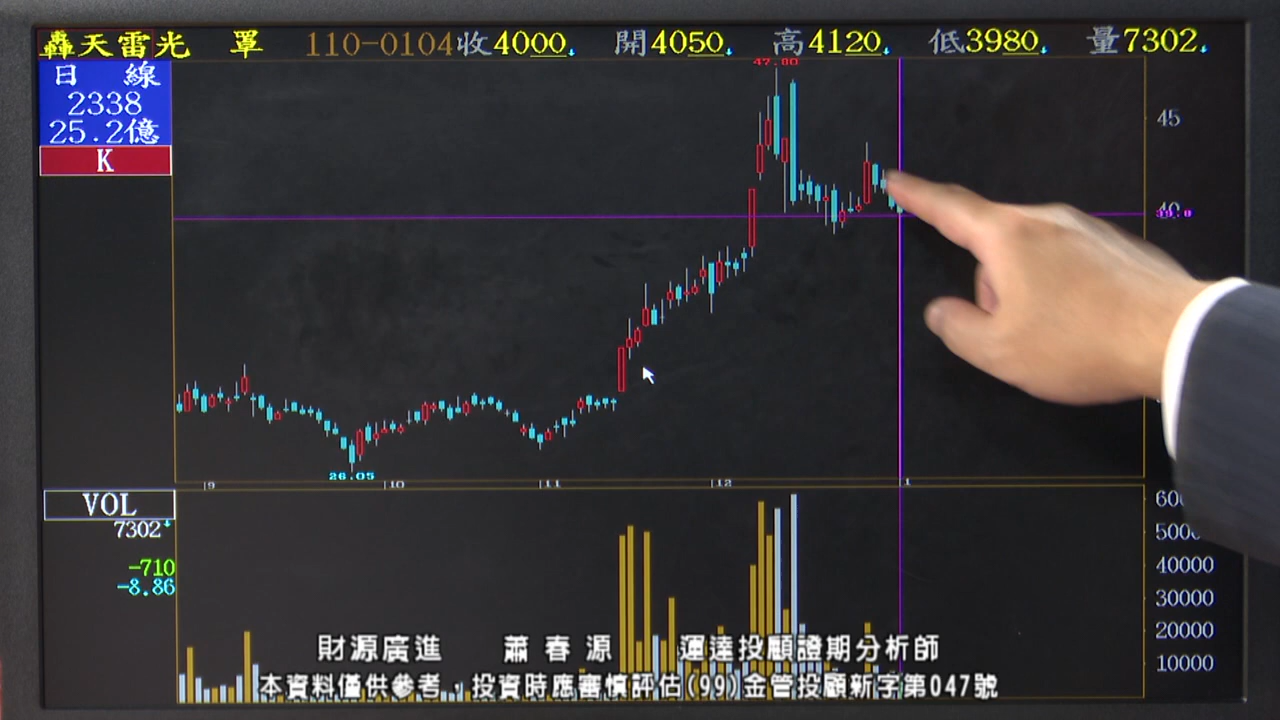 轟天雷光 罩 110-0104收4000 開4050 高4120 低3980 量7302
日 線
2338
25.2億
K
47.80
45
40
26.05
9 10 11 12 1
VOL
7302
-710
-8.86
50000
40000
30000
20000
10000
財源廣進 蕭春源 運達投顧證期分析師
本資料僅供參考，投資時應審慎評估(99)金管投顧新字第047號